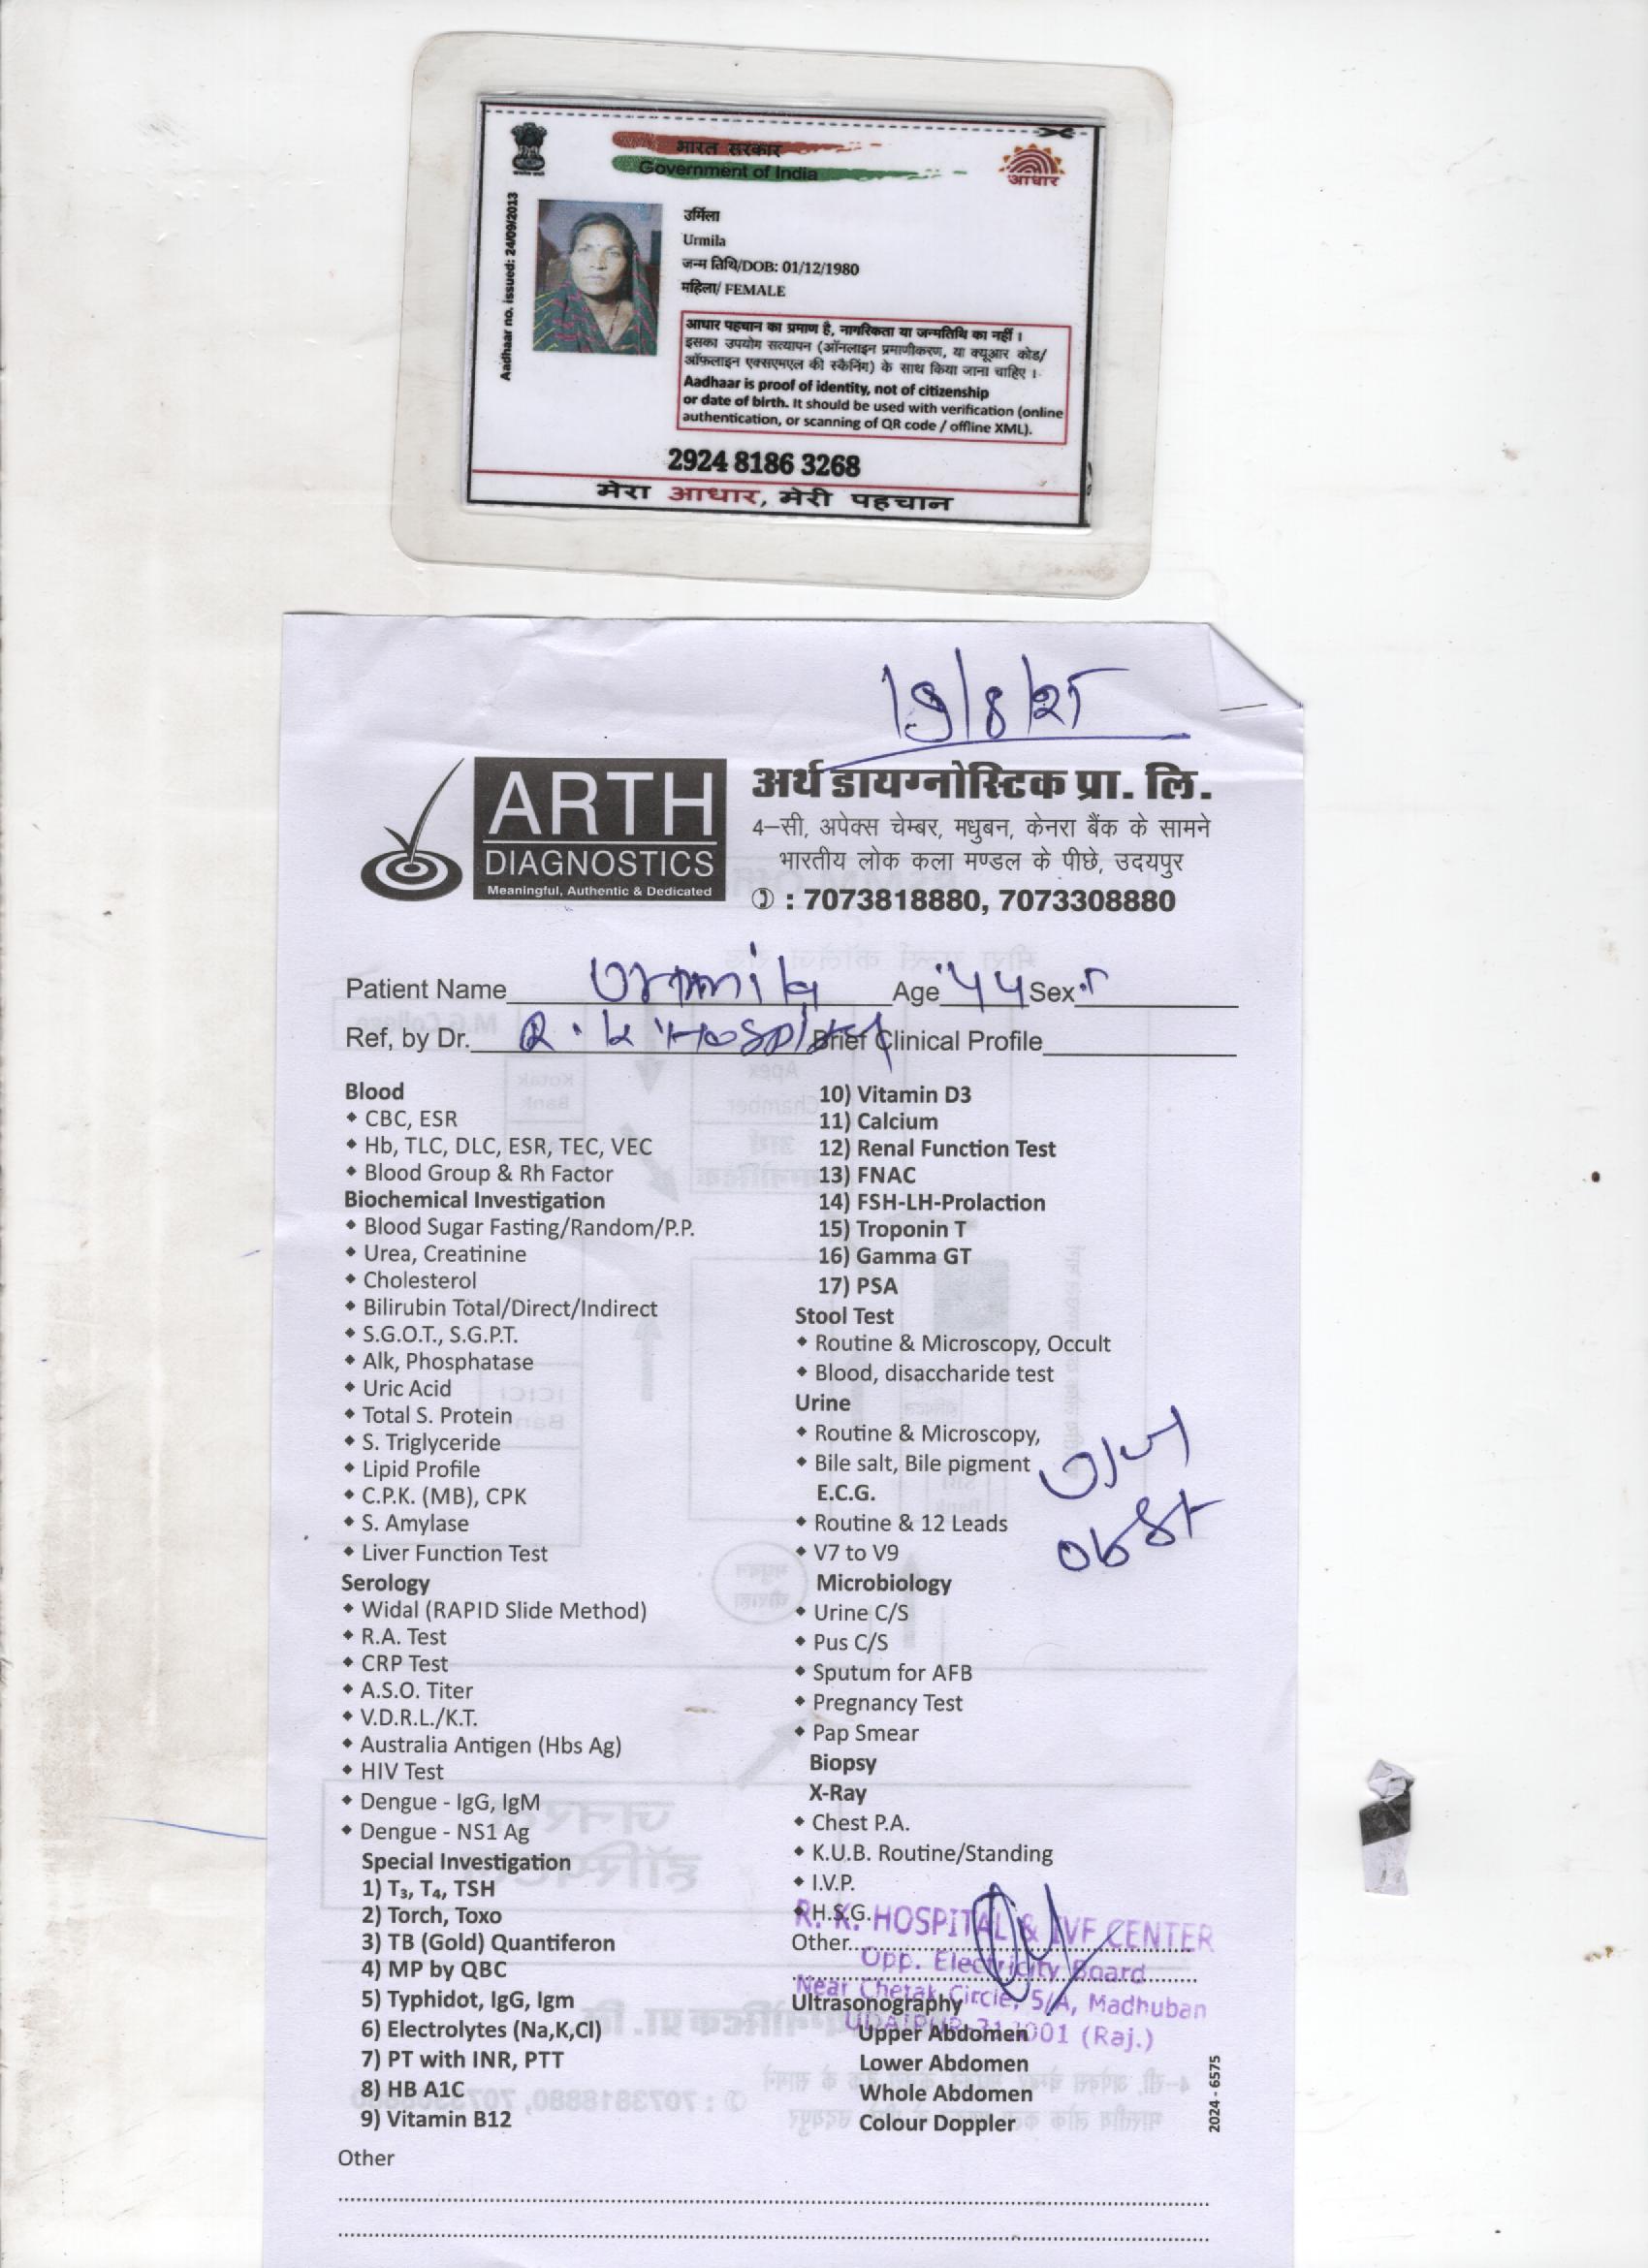 भारत सरकार
Government of India
आधार
Aadhaar no. issued: 24/09/2013
उर्मिला
Urmila
जन्म तिथि/DOB: 01/12/1980
महिला/ FEMALE
आधार पहचान का प्रमाण है, नागरिकता या जन्मतिथि का नहीं ।
इसका उपयोग सत्यापन (ऑनलाइन प्रमाणीकरण, या क्यूआर कोड/
ऑफलाइन एक्सएमएल की स्कैनिंग) के साथ किया जाना चाहिए ।
Aadhaar is proof of identity, not of citizenship
or date of birth. It should be used with verification (online
authentication, or scanning of QR code / offline XML).
2924 8186 3268
मेरा आधार, मेरी पहचान
19/8/25
ARTH
DIAGNOSTICS
Meaningful, Authentic & Dedicated
अर्थ डायग्नोस्टिक प्रा. लि.
4–सी, अपेक्स चेम्बर, मधुबन, केनरा बैंक के सामने
भारतीय लोक कला मण्डल के पीछे, उदयपुर
: 7073818880, 7073308880
Patient Name Urmila Age 44 Sex F
Ref, by Dr. R. K Hospital Brief Clinical Profile
Blood
CBC, ESR
Hb, TLC, DLC, ESR, TEC, VEC
Blood Group & Rh Factor
Biochemical Investigation
Blood Sugar Fasting/Random/P.P.
Urea, Creatinine
Cholesterol
Bilirubin Total/Direct/Indirect
S.G.O.T., S.G.P.T.
Alk, Phosphatase
Uric Acid
Total S. Protein
S. Triglyceride
Lipid Profile
C.P.K. (MB), CPK
S. Amylase
Liver Function Test
Serology
Widal (RAPID Slide Method)
R.A. Test
CRP Test
A.S.O. Titer
V.D.R.L./K.T.
Australia Antigen (Hbs Ag)
HIV Test
Dengue - IgG, IgM
Dengue - NS1 Ag
Special Investigation
1) T₃, T₄, TSH
2) Torch, Toxo
3) TB (Gold) Quantiferon
4) MP by QBC
5) Typhidot, IgG, Igm
6) Electrolytes (Na,K,Cl)
7) PT with INR, PTT
8) HB A1C
9) Vitamin B12
Other
10) Vitamin D3
11) Calcium
12) Renal Function Test
13) FNAC
14) FSH-LH-Prolaction
15) Troponin T
16) Gamma GT
17) PSA
Stool Test
Routine & Microscopy, Occult
Blood, disaccharide test
Urine
Routine & Microscopy,
Bile salt, Bile pigment
E.C.G.
Routine & 12 Leads
V7 to V9
Microbiology
Urine C/S
Pus C/S
Sputum for AFB
Pregnancy Test
Pap Smear
Biopsy
X-Ray
Chest P.A.
K.U.B. Routine/Standing
I.V.P.
H.S.G.
Other
Ultrasonography
Upper Abdomen
Lower Abdomen
Whole Abdomen
Colour Doppler
R. K. HOSPITAL & IVF CENTER
Opp. Electricity Board
Near Chetak Circle, 5/A, Madhuban
UDAIPUR-313001 (Raj.)
2024 - 6575